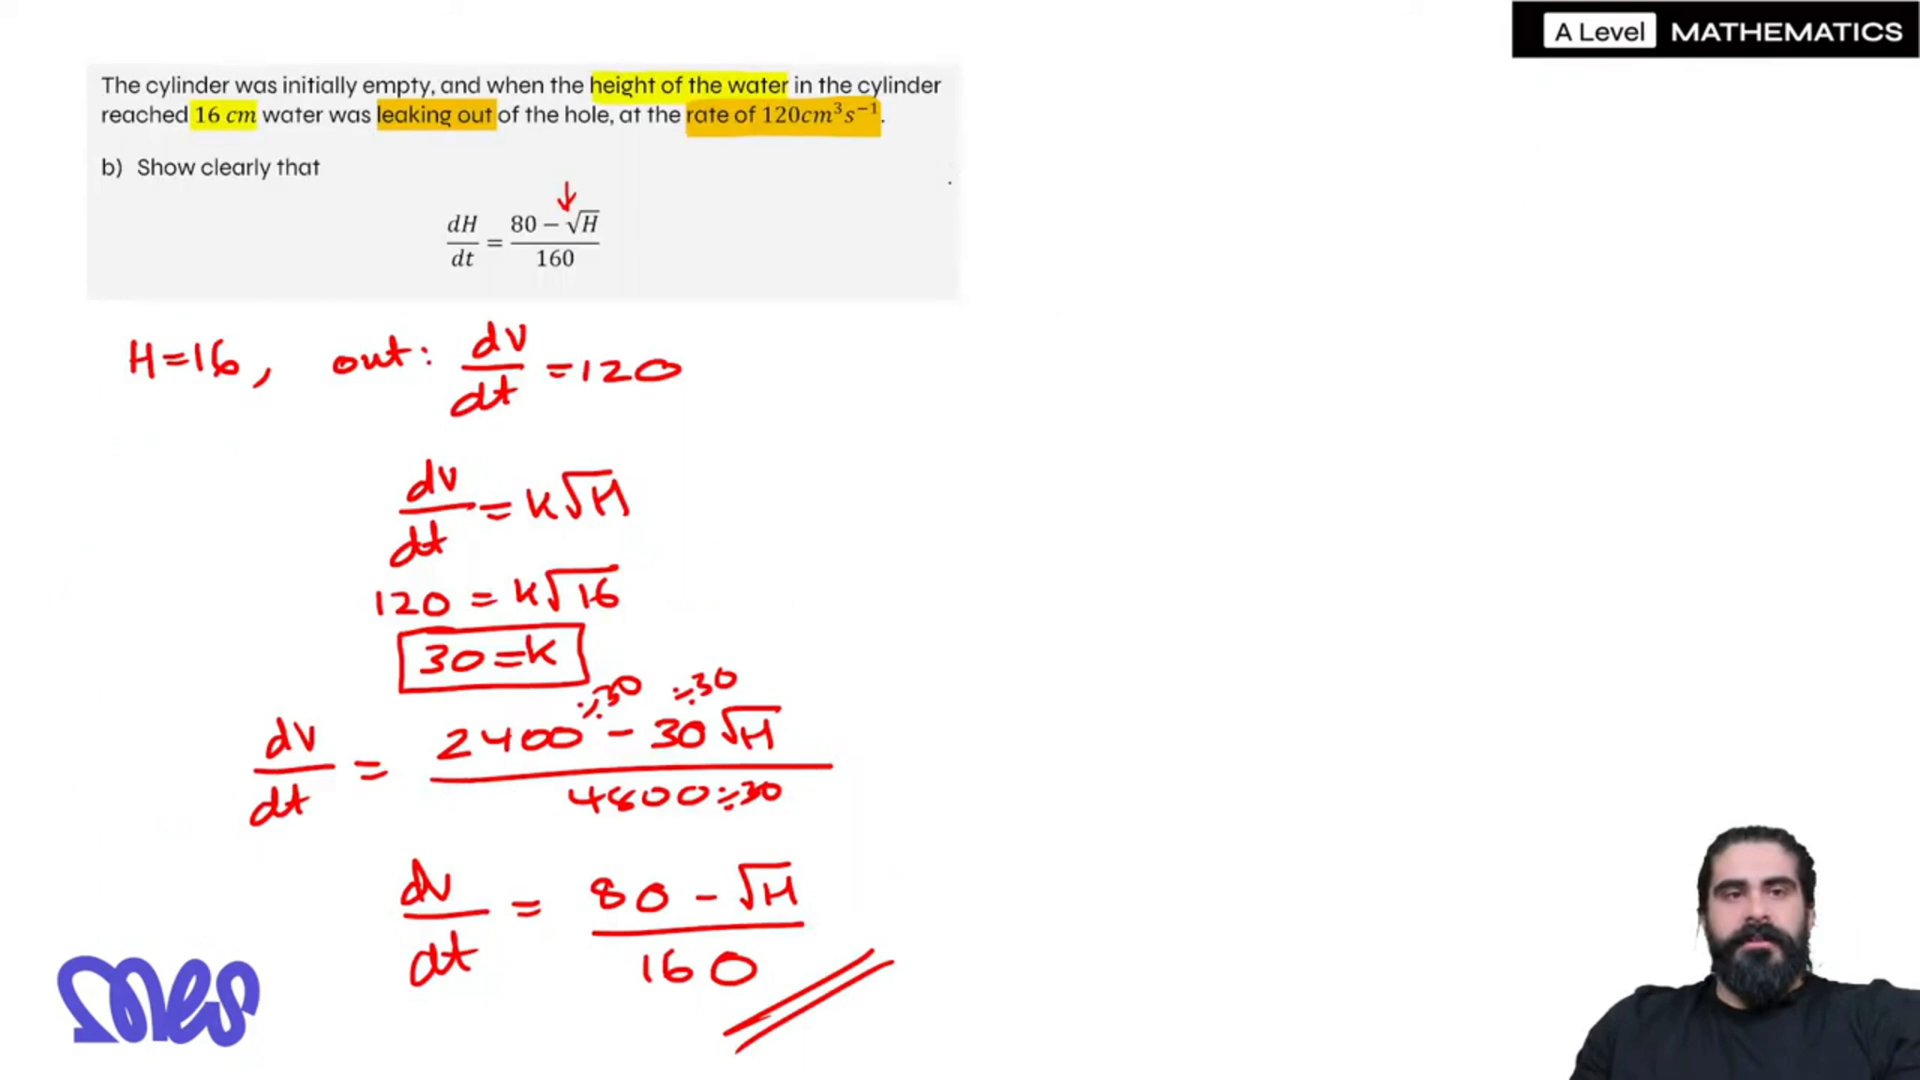 A Level MATHEMATICS
The cylinder was initially empty, and when the height of the water in the cylinder
reached 16 cm water was leaking out of the hole, at the rate of 120cm³s⁻¹.
b) Show clearly that
dH/dt = (80 − √H)/160
H=16, out: dv/dt = 120
dv/dt = k√H
120 = k√16
30=k
÷30 ÷30
dv/dt = (2400 − 30√H)/(4800 ÷30)
dv/dt = (80 − √H)/160
mes